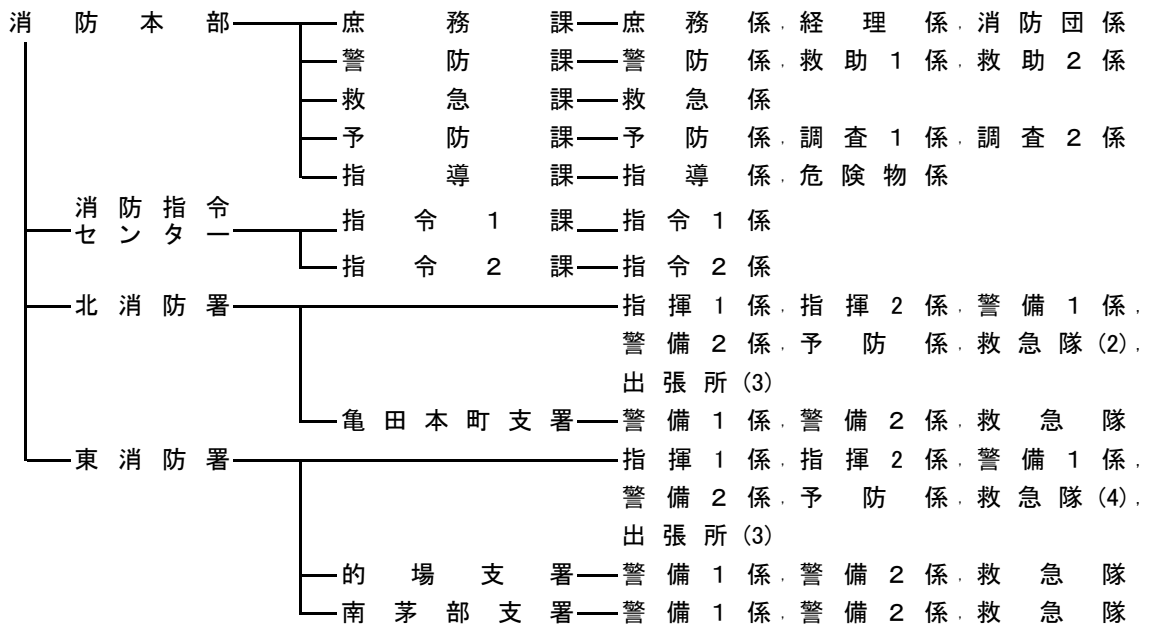 消防本部 庶務課 庶務係，経理係，消防団係
警防課 警防係，救助1係，救助2係
救急課 救急係
予防課 予防係，調査1係，調査2係
指導課 指導係，危険物係
消防指令
センター 指令1課 指令1係
指令2課 指令2係
北消防署 指揮1係，指揮2係，警備1係，
警備2係，予防係，救急隊(2)，
出張所(3)
亀田本町支署 警備1係，警備2係，救急隊
東消防署 指揮1係，指揮2係，警備1係，
警備2係，予防係，救急隊(4)，
出張所(3)
的場支署 警備1係，警備2係，救急隊
南茅部支署 警備1係，警備2係，救急隊